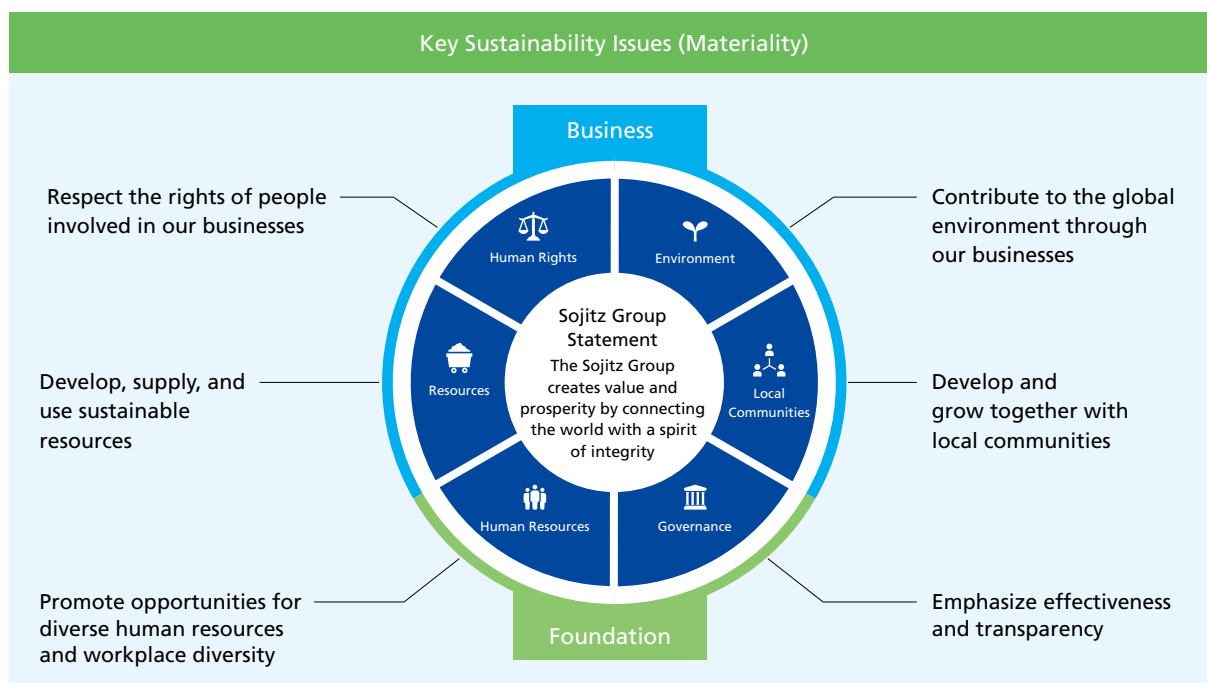 Key Sustainability Issues (Materiality)
Business
Respect the rights of people
involved in our businesses
Contribute to the global
environment through
our businesses
Human Rights
Environment
Sojitz Group
Statement
The Sojitz Group
creates value and
prosperity by connecting
the world with a spirit
of integrity
Develop, supply, and
use sustainable
resources
Resources
Local
Communities
Develop and
grow together with
local communities
Human Resources
Governance
Promote opportunities for
diverse human resources
and workplace diversity
Emphasize effectiveness
and transparency
Foundation